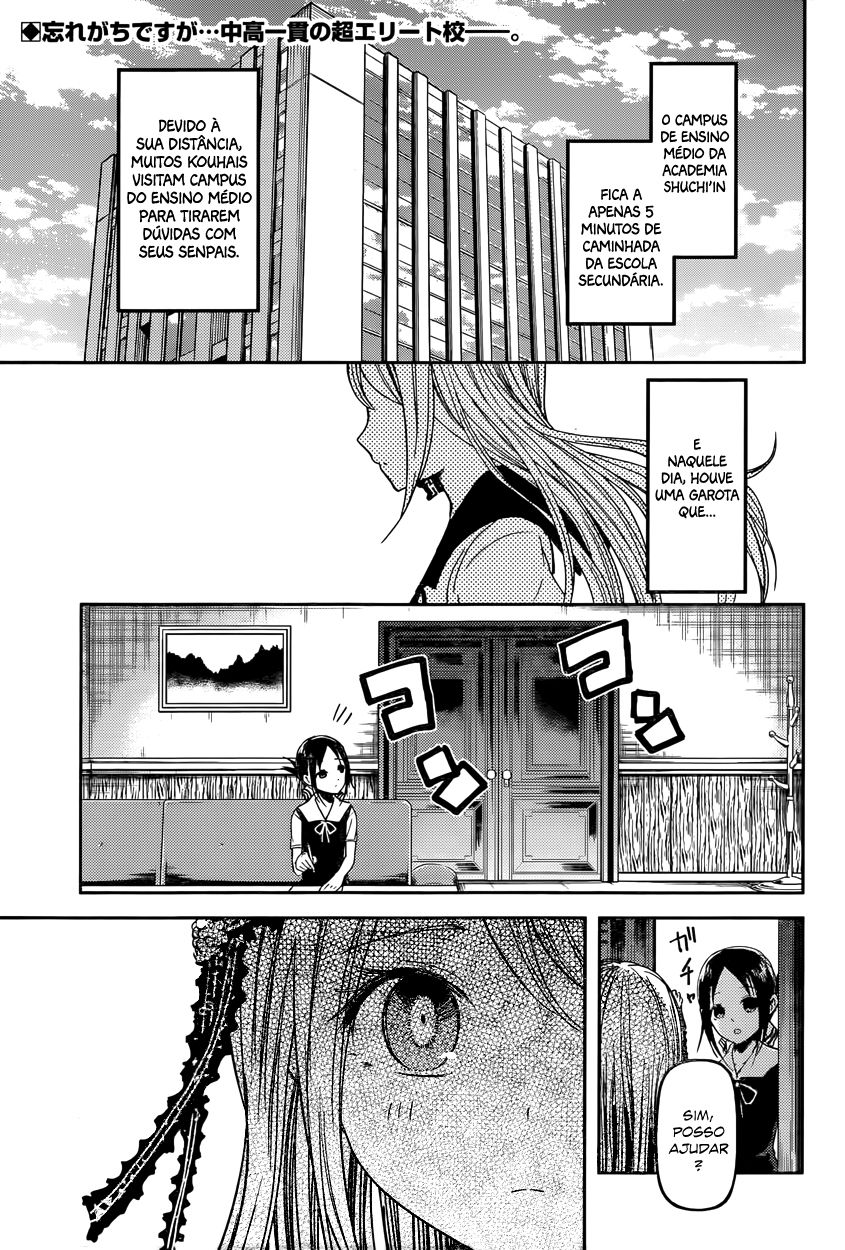 ◆忘れがちですが…中高一貫の超エリート校——。
O CAMPUS
DE ENSINO
MÉDIO DA
ACADEMIA
SHUCHI'IN
FICA A
APENAS 5
MINUTOS DE
CAMINHADA
DA ESCOLA
SECUNDÁRIA.
DEVIDO À
SUA DISTÂNCIA,
MUITOS KOUHAIS
VISITAM CAMPUS
DO ENSINO MÉDIO
PARA TIRAREM
DÚVIDAS COM
SEUS SENPAIS.
E
NAQUELE
DIA, HOUVE
UMA GAROTA
QUE...
コンコン
ガチャ
SIM,
POSSO
AJUDAR
?